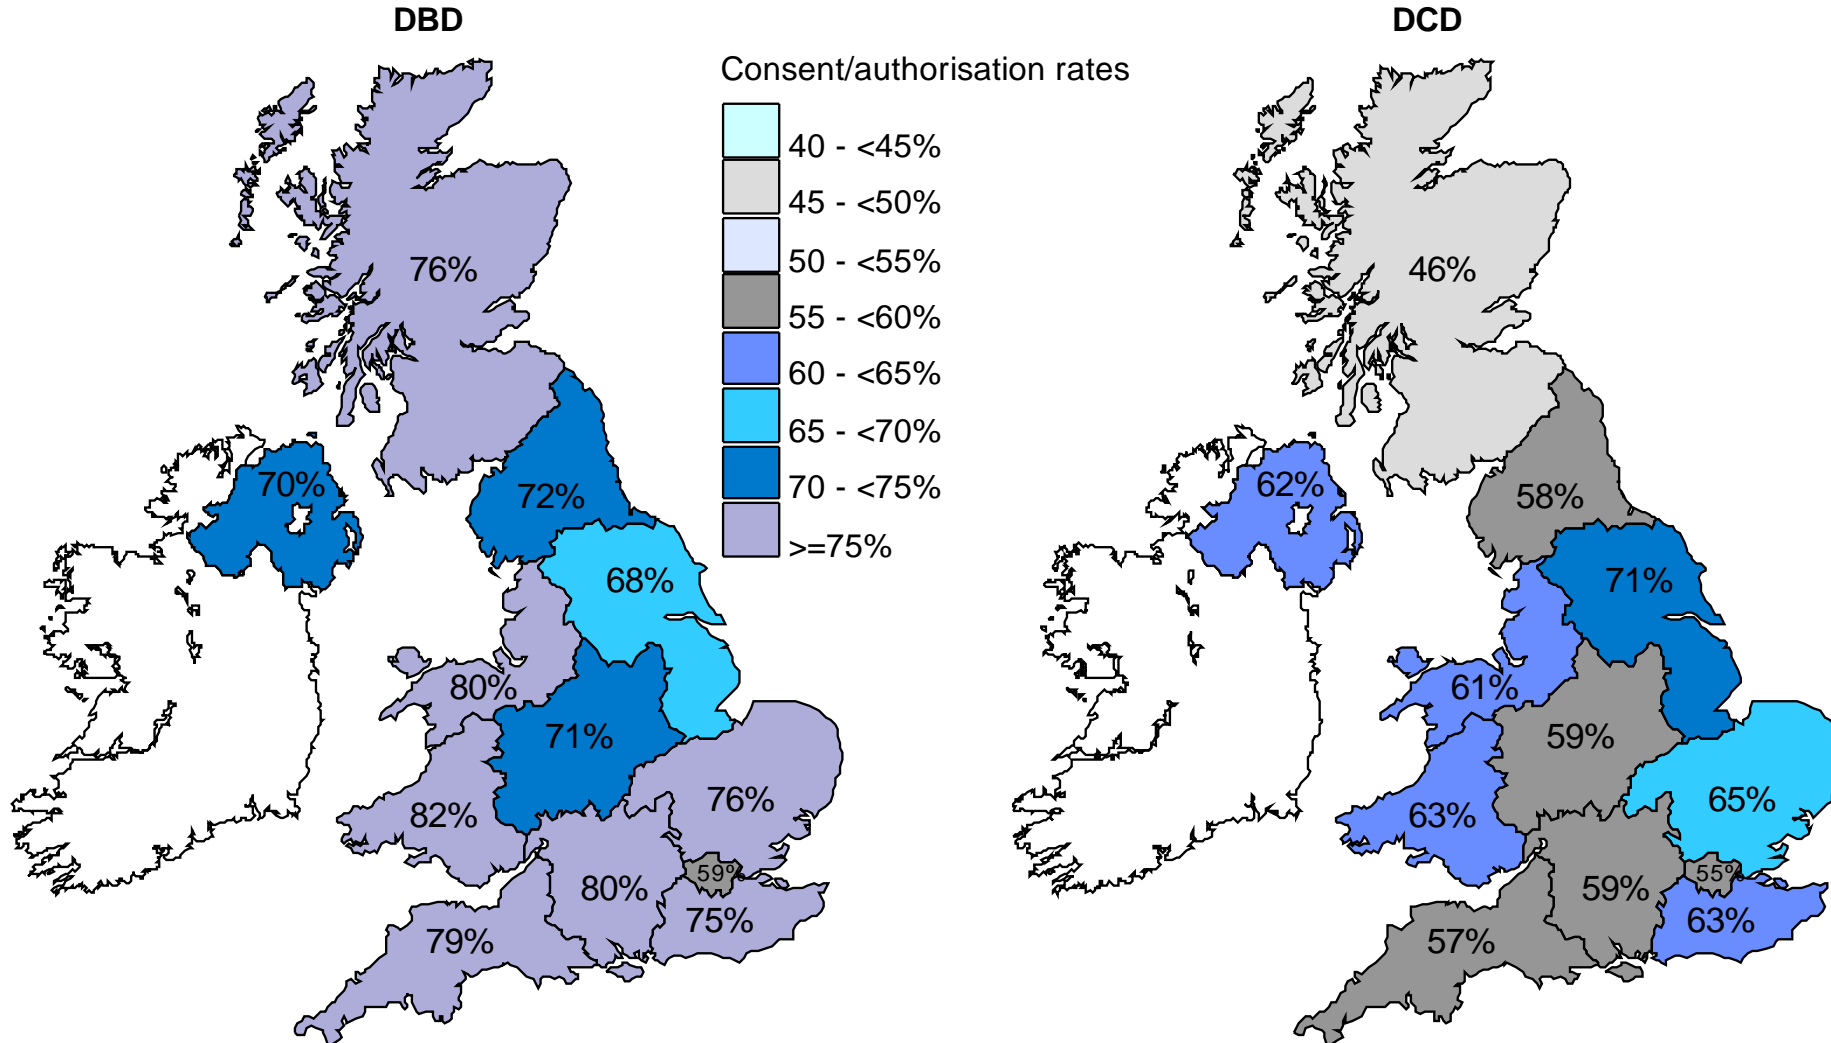 DBD
DCD
Consent/authorisation rates
40 - <45%
45 - <50%
50 - <55%
55 - <60%
60 - <65%
65 - <70%
70 - <75%
>=75%
76%
70%
72%
68%
80%
71%
82%
76%
59%
80%
75%
79%
46%
62%
58%
71%
61%
59%
65%
63%
55%
59%
63%
57%